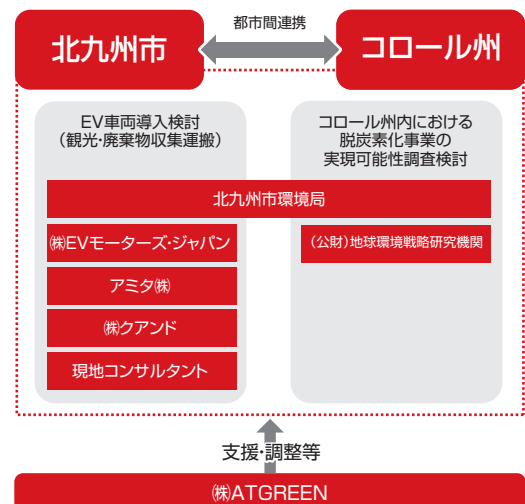 都市間連携
北九州市
コロール州
EV車両導入検討
(観光・廃棄物収集運搬)
コロール州内における
脱炭素化事業の
実現可能性調査検討
北九州市環境局
㈱EVモーターズ・ジャパン
(公財)地球環境戦略研究機関
アミタ㈱
㈱クアンド
現地コンサルタント
支援・調整等
㈱ATGREEN